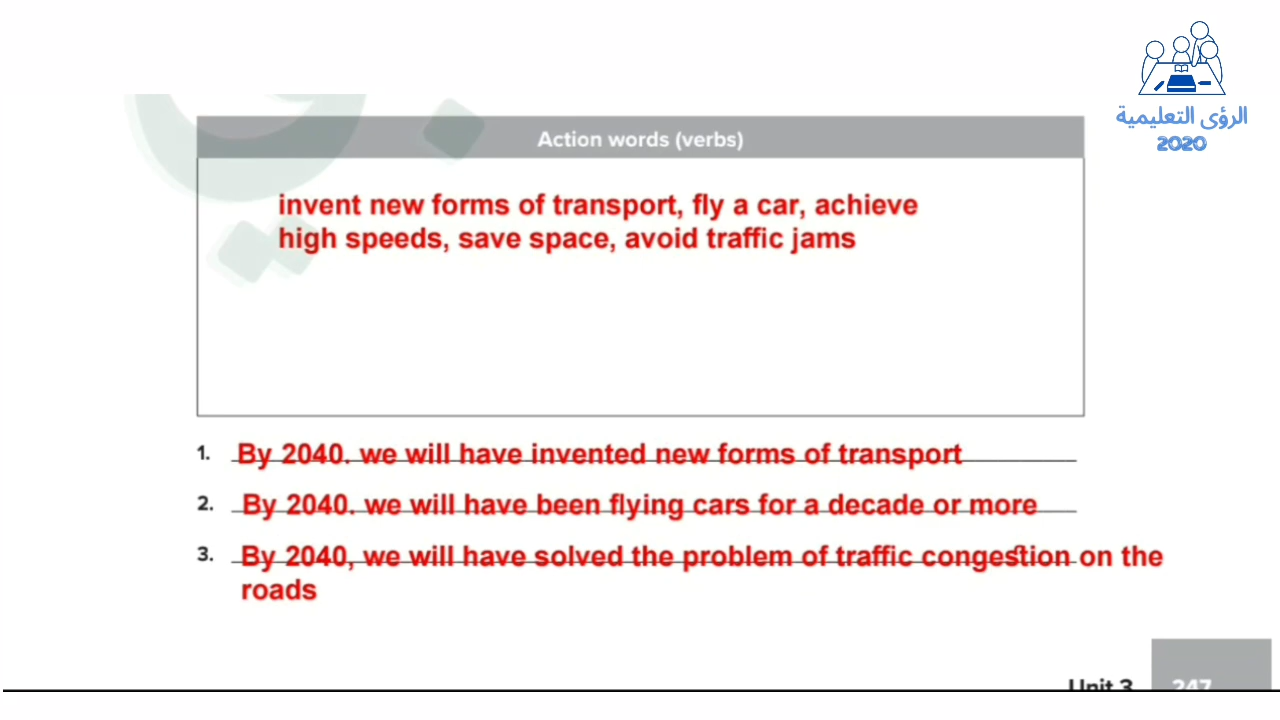 الرؤى التعليمية
2020
Action words (verbs)
invent new forms of transport, fly a car, achieve
high speeds, save space, avoid traffic jams
1. By 2040. we will have invented new forms of transport
2. By 2040. we will have been flying cars for a decade or more
3. By 2040, we will have solved the problem of traffic congestion on the
roads
Unit 3 247